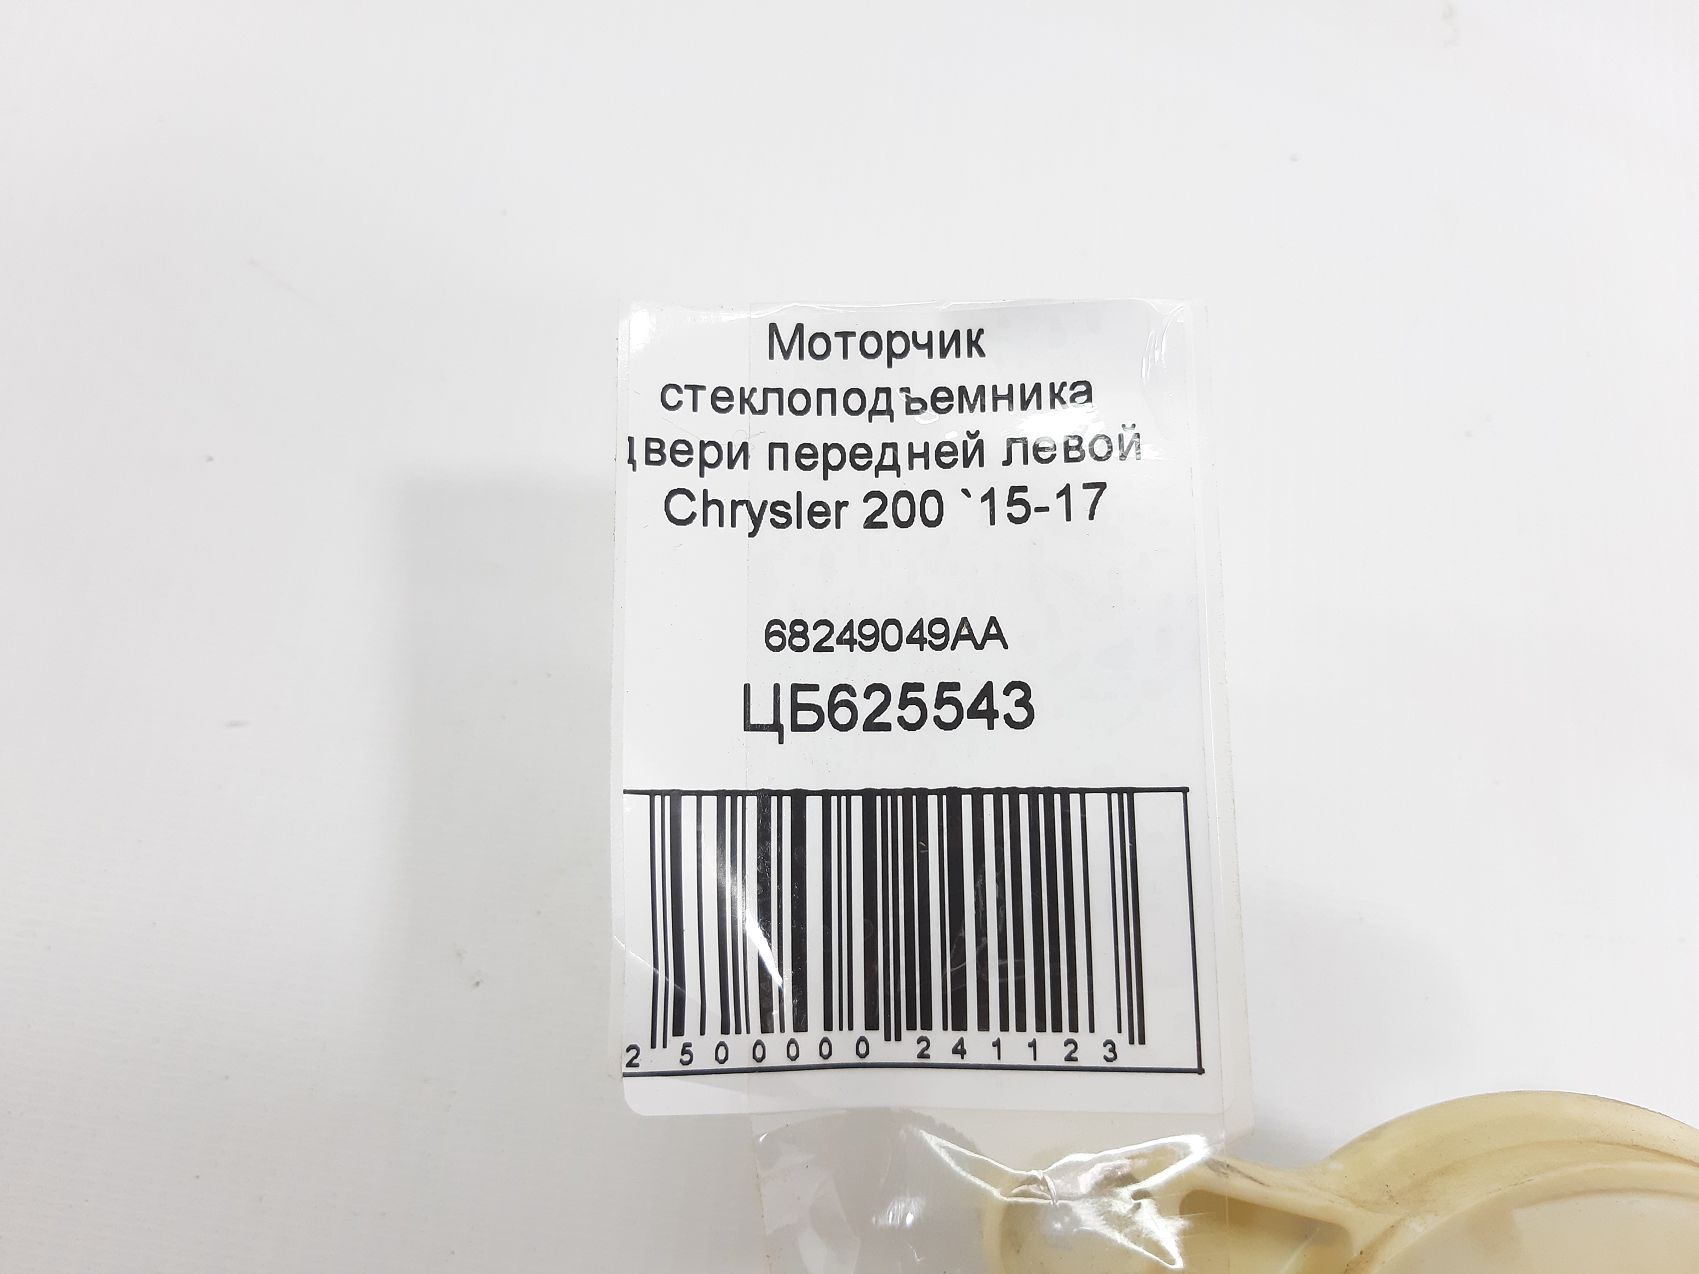 Моторчик
стеклоподъемника
двери передней левой
Chrysler 200 `15-17
68249049AA
ЦБ625543
2 500000 241123